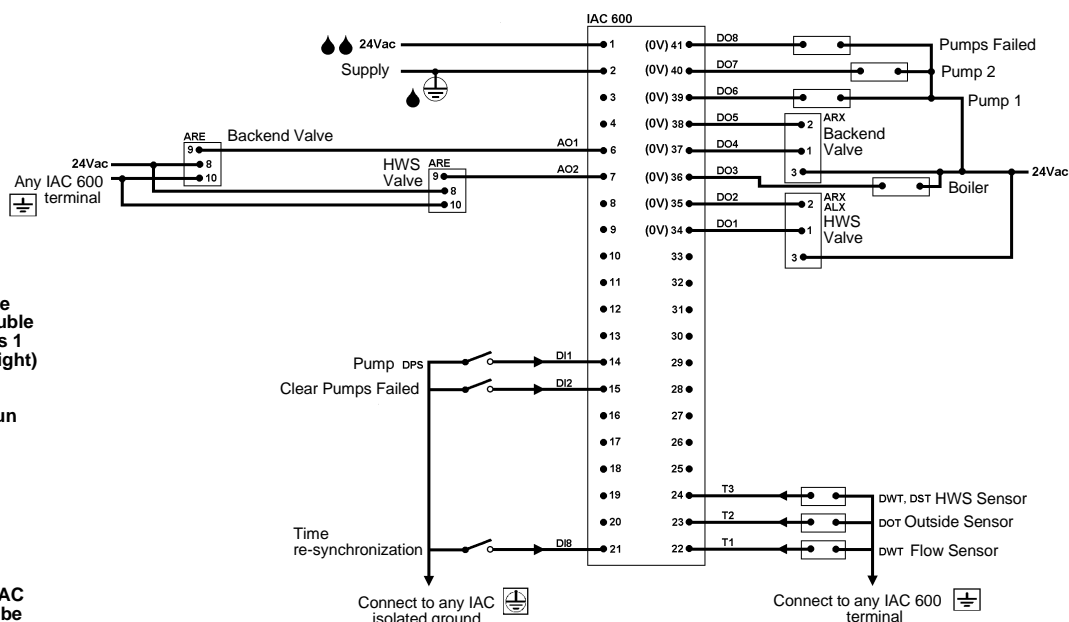 IAC 600
24Vac
Supply
1
2
3
4
6
7
8
9
10
11
12
13
14
15
16
17
18
19
20
21
(0V) 41
(0V) 40
(0V) 39
(0V) 38
(0V) 37
(0V) 36
(0V) 35
(0V) 34
33
32
31
30
29
28
27
26
25
24
23
22
DO8
DO7
DO6
DO5
DO4
DO3
DO2
DO1
Pumps Failed
Pump 2
Pump 1
2
1
3
ARX
Backend
Valve
24Vac
Boiler
2
1
3
ARX
ALX
HWS
Valve
ARE
Backend Valve
9
8
10
AO1
24Vac
Any IAC 600
terminal
HWS
Valve
ARE
9
8
10
AO2
e
uble
s 1
ight)
un
AC
be
Pump DPS
DI1
Clear Pumps Failed
DI2
Time
re-synchronization
DI8
Connect to any IAC
isolated ground
T3
DWT, DST HWS Sensor
T2
DOT Outside Sensor
T1
DWT Flow Sensor
Connect to any IAC 600
terminal